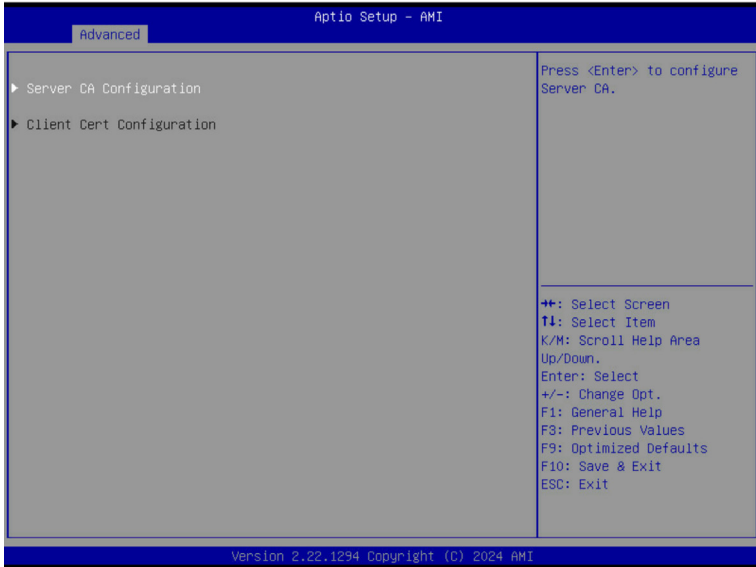 Aptio Setup - AMI
Advanced
▶ Server CA Configuration
▶ Client Cert Configuration
Press <Enter> to configure
Server CA.
→←: Select Screen
↑↓: Select Item
K/M: Scroll Help Area
Up/Down.
Enter: Select
+/-: Change Opt.
F1: General Help
F3: Previous Values
F9: Optimized Defaults
F10: Save & Exit
ESC: Exit
Version 2.22.1294 Copyright (C) 2024 AMI